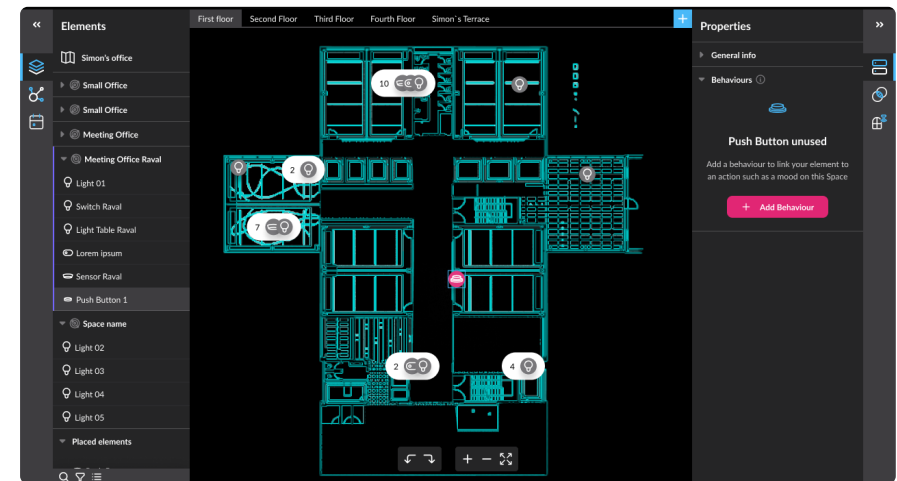 Elements
Simon's office
Small Office
Small Office
Meeting Office
Meeting Office Raval
Light 01
Switch Raval
Light Table Raval
Lorem ipsum
Sensor Raval
Push Button 1
Space name
Light 02
Light 03
Light 04
Light 05
Placed elements
First floor
Second Floor
Third Floor
Fourth Floor
Simon`s Terrace
10
2
7
2
4
Properties
General info
Behaviours
Push Button unused
Add a behaviour to link your element to
an action such as a mood on this Space
+ Add Behaviour